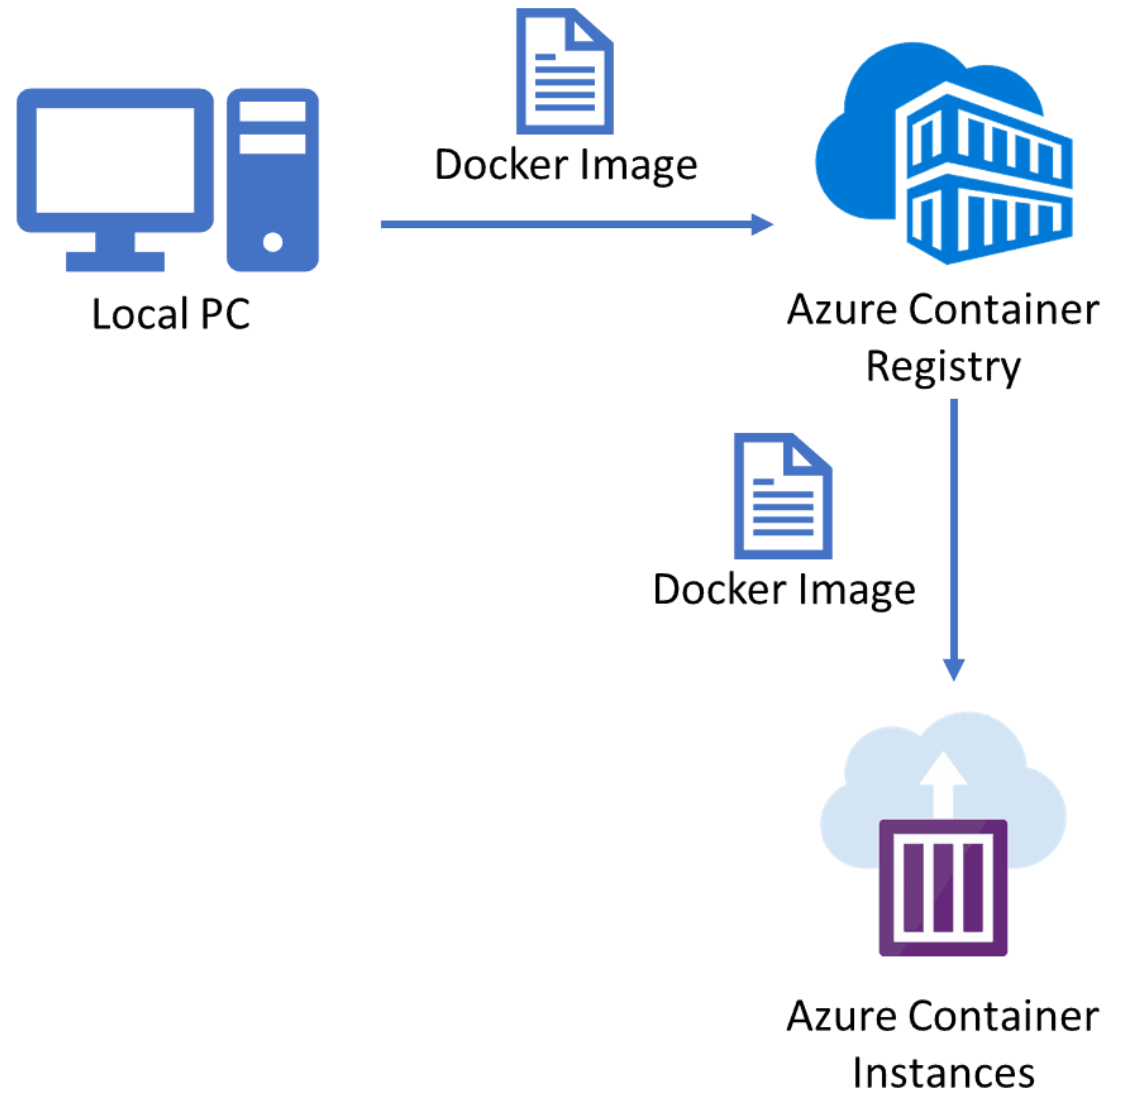 Docker Image
Local PC
Azure Container
Registry
Docker Image
Azure Container
Instances